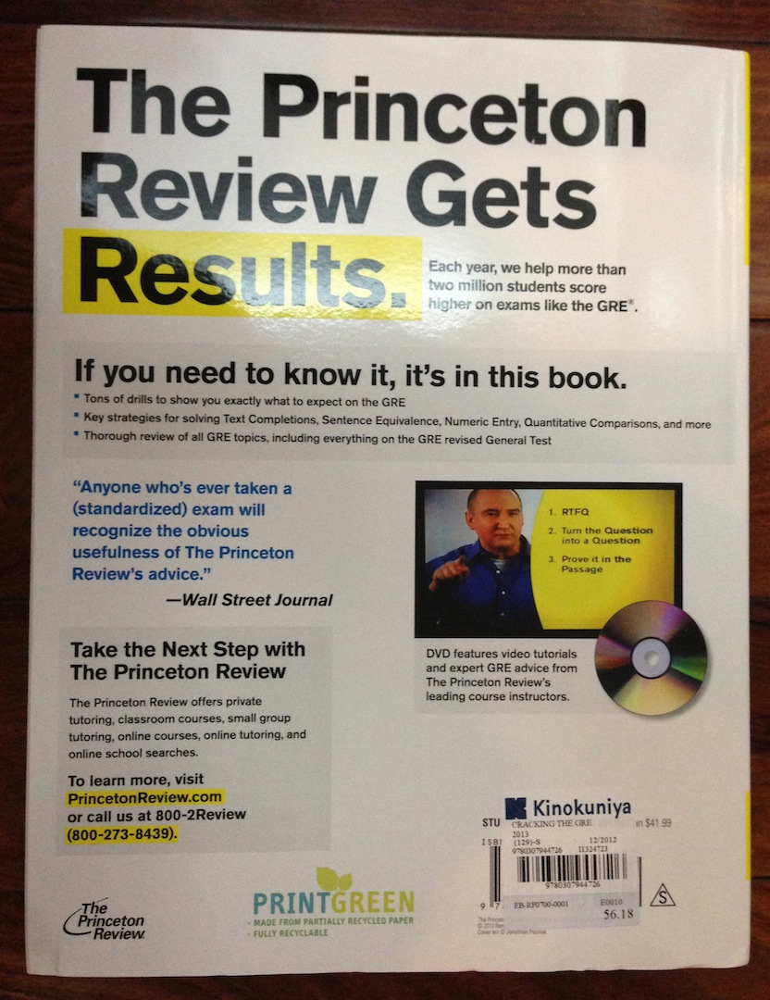 The Princeton
Review Gets
Results.
Each year, we help more than
two million students score
higher on exams like the GRE®.
If you need to know it, it's in this book.
▪ Tons of drills to show you exactly what to expect on the GRE
▪ Key strategies for solving Text Completions, Sentence Equivalence, Numeric Entry, Quantitative Comparisons, and more
▪ Thorough review of all GRE topics, including everything on the GRE revised General Test
“Anyone who's ever taken a
(standardized) exam will
recognize the obvious
usefulness of The Princeton
Review's advice.”
—Wall Street Journal
1. RTFQ
2. Turn the Question
into a Question
3. Prove it in the
Passage
DVD features video tutorials
and expert GRE advice from
The Princeton Review's
leading course instructors.
Take the Next Step with
The Princeton Review
The Princeton Review offers private
tutoring, classroom courses, small group
tutoring, online courses, online tutoring, and
online school searches.
To learn more, visit
PrincetonReview.com
or call us at 800-2Review
(800-273-8439).
The
Princeton
Review
PRINTGREEN
- MADE FROM PARTIALLY RECYCLED PAPER
- FULLY RECYCLABLE
Kinokuniya
STU CRACKING THE GRE in $41.99
2013
ISB (129)-S 12/2012
9780307944726 11324723
9780307944726
9 7 EB-RF0700-0001 E0010
56.18
S
The Princeton
© 2012
Cover art © Jonathan